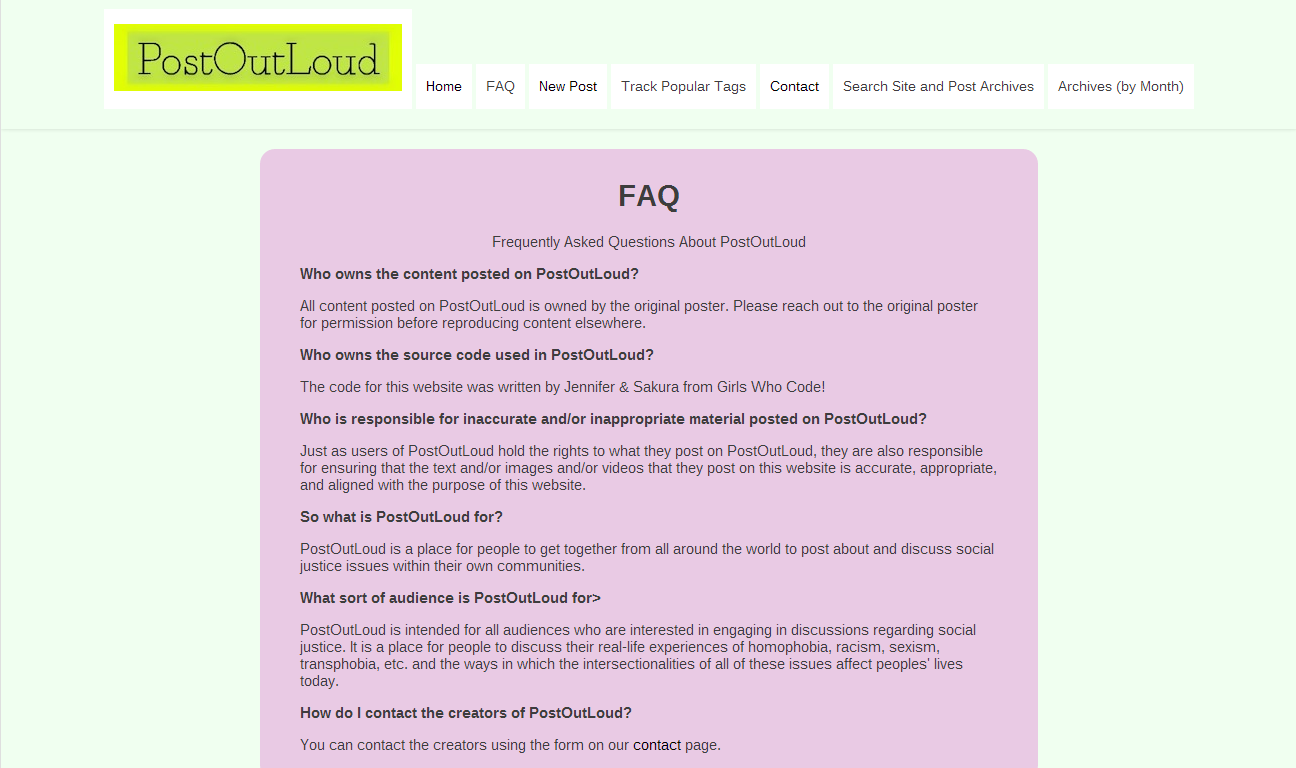 PostOutLoud
Home
FAQ
New Post
Track Popular Tags
Contact
Search Site and Post Archives
Archives (by Month)
FAQ
Frequently Asked Questions About PostOutLoud
Who owns the content posted on PostOutLoud?
All content posted on PostOutLoud is owned by the original poster. Please reach out to the original poster
for permission before reproducing content elsewhere.
Who owns the source code used in PostOutLoud?
The code for this website was written by Jennifer & Sakura from Girls Who Code!
Who is responsible for inaccurate and/or inappropriate material posted on PostOutLoud?
Just as users of PostOutLoud hold the rights to what they post on PostOutLoud, they are also responsible
for ensuring that the text and/or images and/or videos that they post on this website is accurate, appropriate,
and aligned with the purpose of this website.
So what is PostOutLoud for?
PostOutLoud is a place for people to get together from all around the world to post about and discuss social
justice issues within their own communities.
What sort of audience is PostOutLoud for>
PostOutLoud is intended for all audiences who are interested in engaging in discussions regarding social
justice. It is a place for people to discuss their real-life experiences of homophobia, racism, sexism,
transphobia, etc. and the ways in which the intersectionalities of all of these issues affect peoples' lives
today.
How do I contact the creators of PostOutLoud?
You can contact the creators using the form on our contact page.